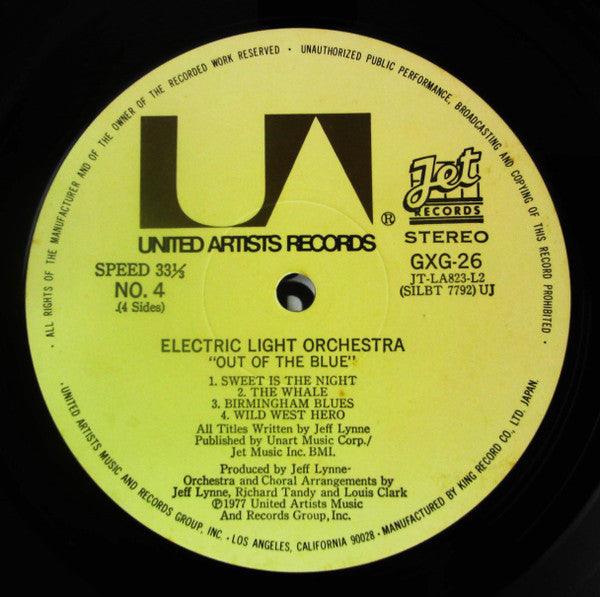 · ALL RIGHTS OF THE MANUFACTURER AND OF THE OWNER OF THE RECORDED WORK RESERVED · UNAUTHORIZED PUBLIC PERFORMANCE, BROADCASTING AND COPYING OF THIS RECORD PROHIBITED ·
UA
®
UNITED ARTISTS RECORDS
Jet
RECORDS
STEREO
SPEED 33⅓
GXG-26
NO. 4
JT-LA823-L2
(4 Sides)
(SILBT 7792) UJ
ELECTRIC LIGHT ORCHESTRA
"OUT OF THE BLUE"
1. SWEET IS THE NIGHT
2. THE WHALE
3. BIRMINGHAM BLUES
4. WILD WEST HERO
All Titles Written by Jeff Lynne
Published by Unart Music Corp./
Jet Music Inc. BMI.
Produced by Jeff Lynne-
Orchestra and Choral Arrangements by
Jeff Lynne, Richard Tandy and Louis Clark
℗1977 United Artists Music
And Records Group, Inc.
·UNITED ARTISTS MUSIC AND RECORDS GROUP, INC. · LOS ANGELES, CALIFORNIA 90028 · MANUFACTURED BY KING RECORD CO., LTD. JAPAN.